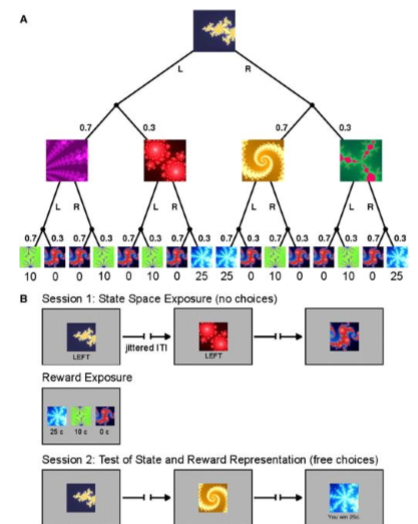 A
L R
0.7 0.3 0.7 0.3
L R L R L R L R
0.7 0.3 0.7 0.3 0.7 0.3 0.7 0.3 0.7 0.3 0.7 0.3 0.7 0.3 0.7 0.3
10 0 0 10 0 10 0 25 25 0 10 0 0 10 0 25
B Session 1: State Space Exposure (no choices)
LEFT jittered ITI LEFT
Reward Exposure
25 10 0
Session 2: Test of State and Reward Representation (free choices)
You win